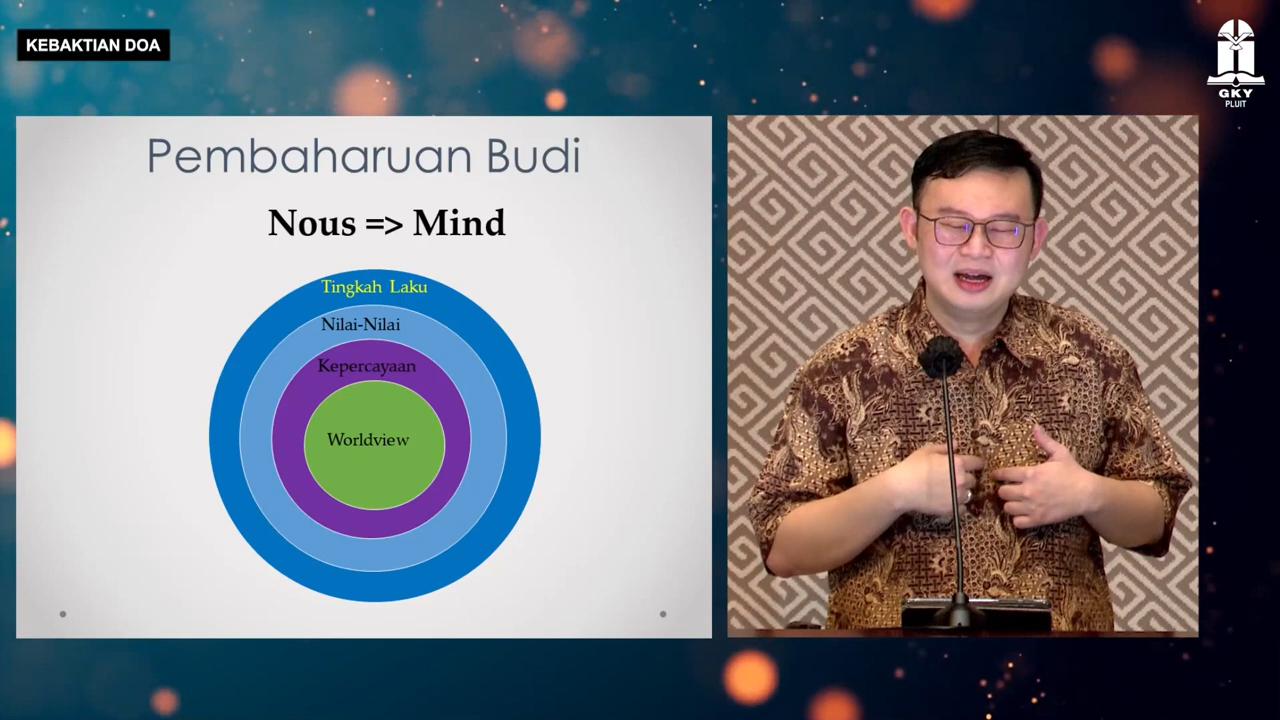 KEBAKTIAN DOA
GKY
PLUIT
Pembaharuan Budi
Nous => Mind
Tingkah Laku
Nilai-Nilai
Kepercayaan
Worldview